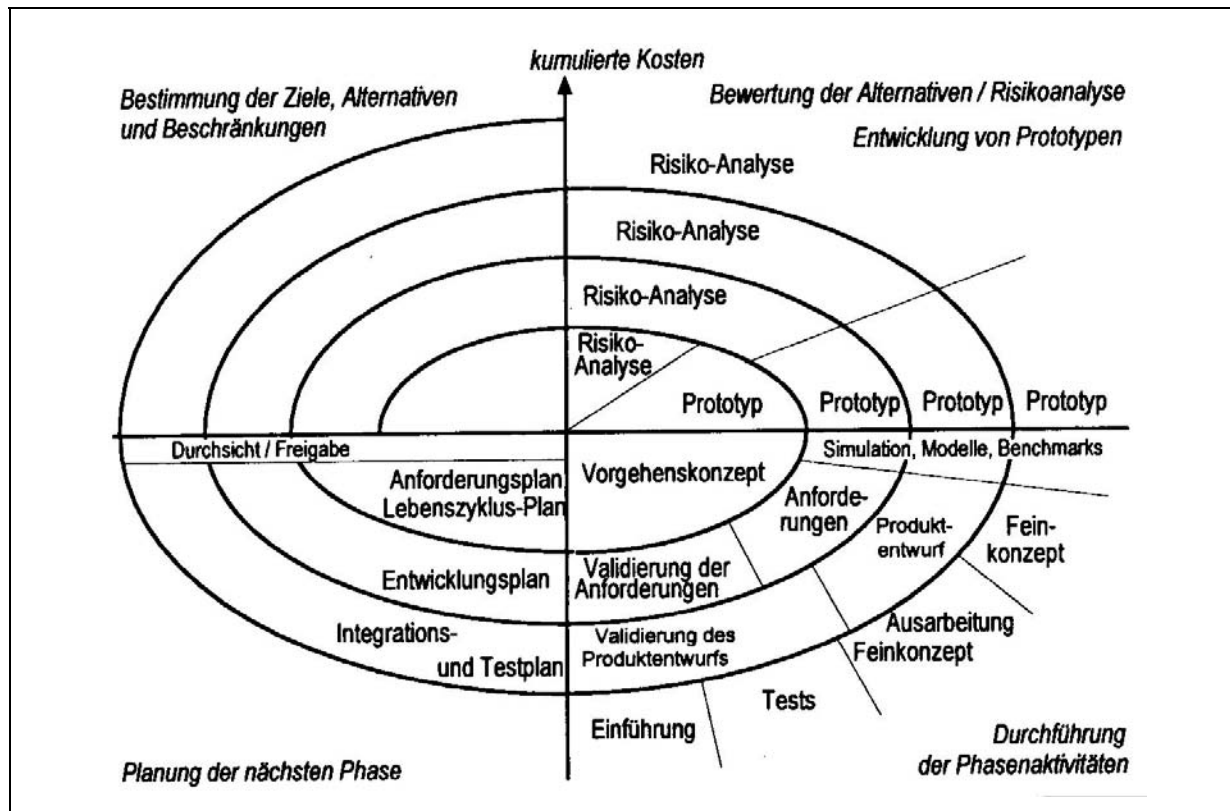 kumulierte Kosten
Bestimmung der Ziele, Alternativen
und Beschränkungen
Bewertung der Alternativen / Risikoanalyse
Entwicklung von Prototypen
Risiko-Analyse
Risiko-Analyse
Risiko-Analyse
Risiko-
Analyse
Prototyp
Prototyp
Prototyp
Prototyp
Durchsicht / Freigabe
Simulation, Modelle, Benchmarks
Anforderungsplan
Lebenszyklus-Plan
Vorgehenskonzept
Anforde-
rungen
Produkt-
entwurf
Fein-
konzept
Entwicklungsplan
Validierung der
Anforderungen
Integrations-
und Testplan
Validierung des
Produktentwurfs
Ausarbeitung
Feinkonzept
Tests
Einführung
Planung der nächsten Phase
Durchführung
der Phasenaktivitäten